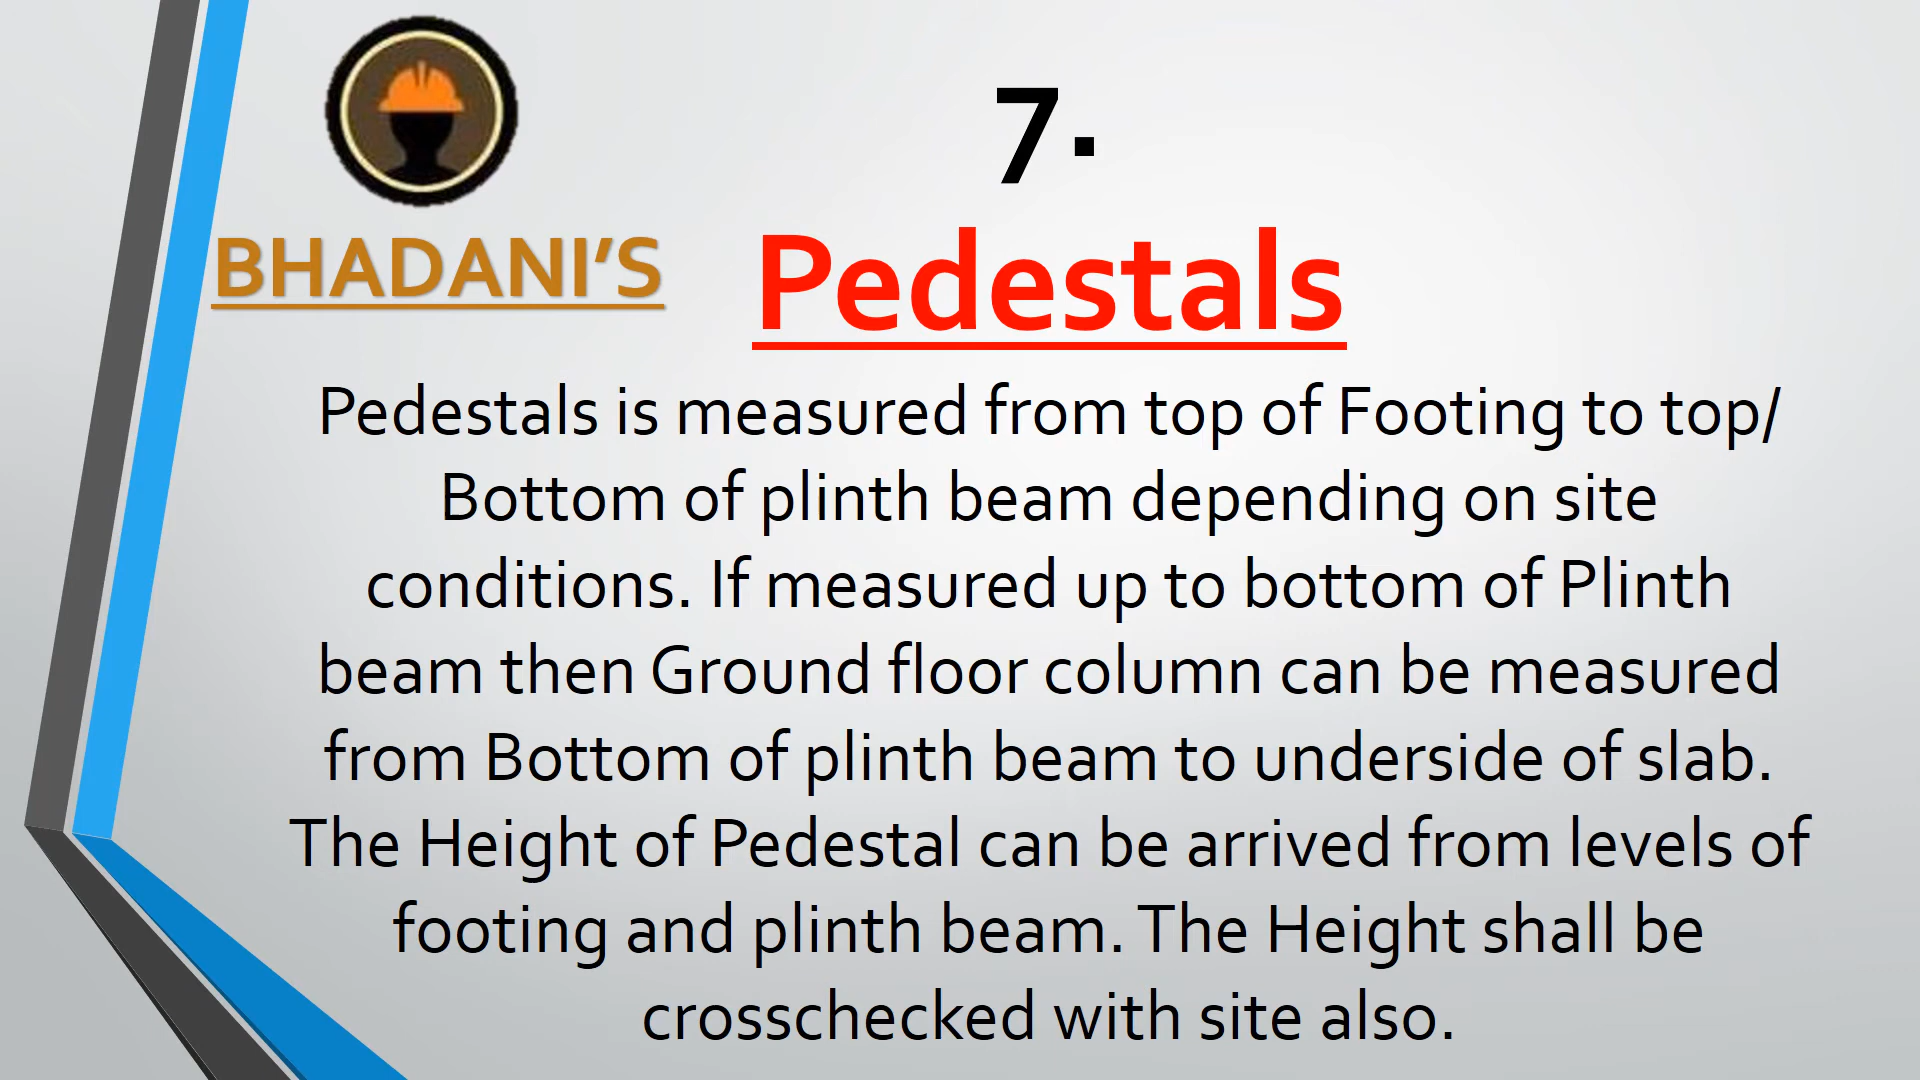 7.
BHADANI’S
Pedestals
Pedestals is measured from top of Footing to top/
Bottom of plinth beam depending on site
conditions. If measured up to bottom of Plinth
beam then Ground floor column can be measured
from Bottom of plinth beam to underside of slab.
The Height of Pedestal can be arrived from levels of
footing and plinth beam. The Height shall be
crosschecked with site also.